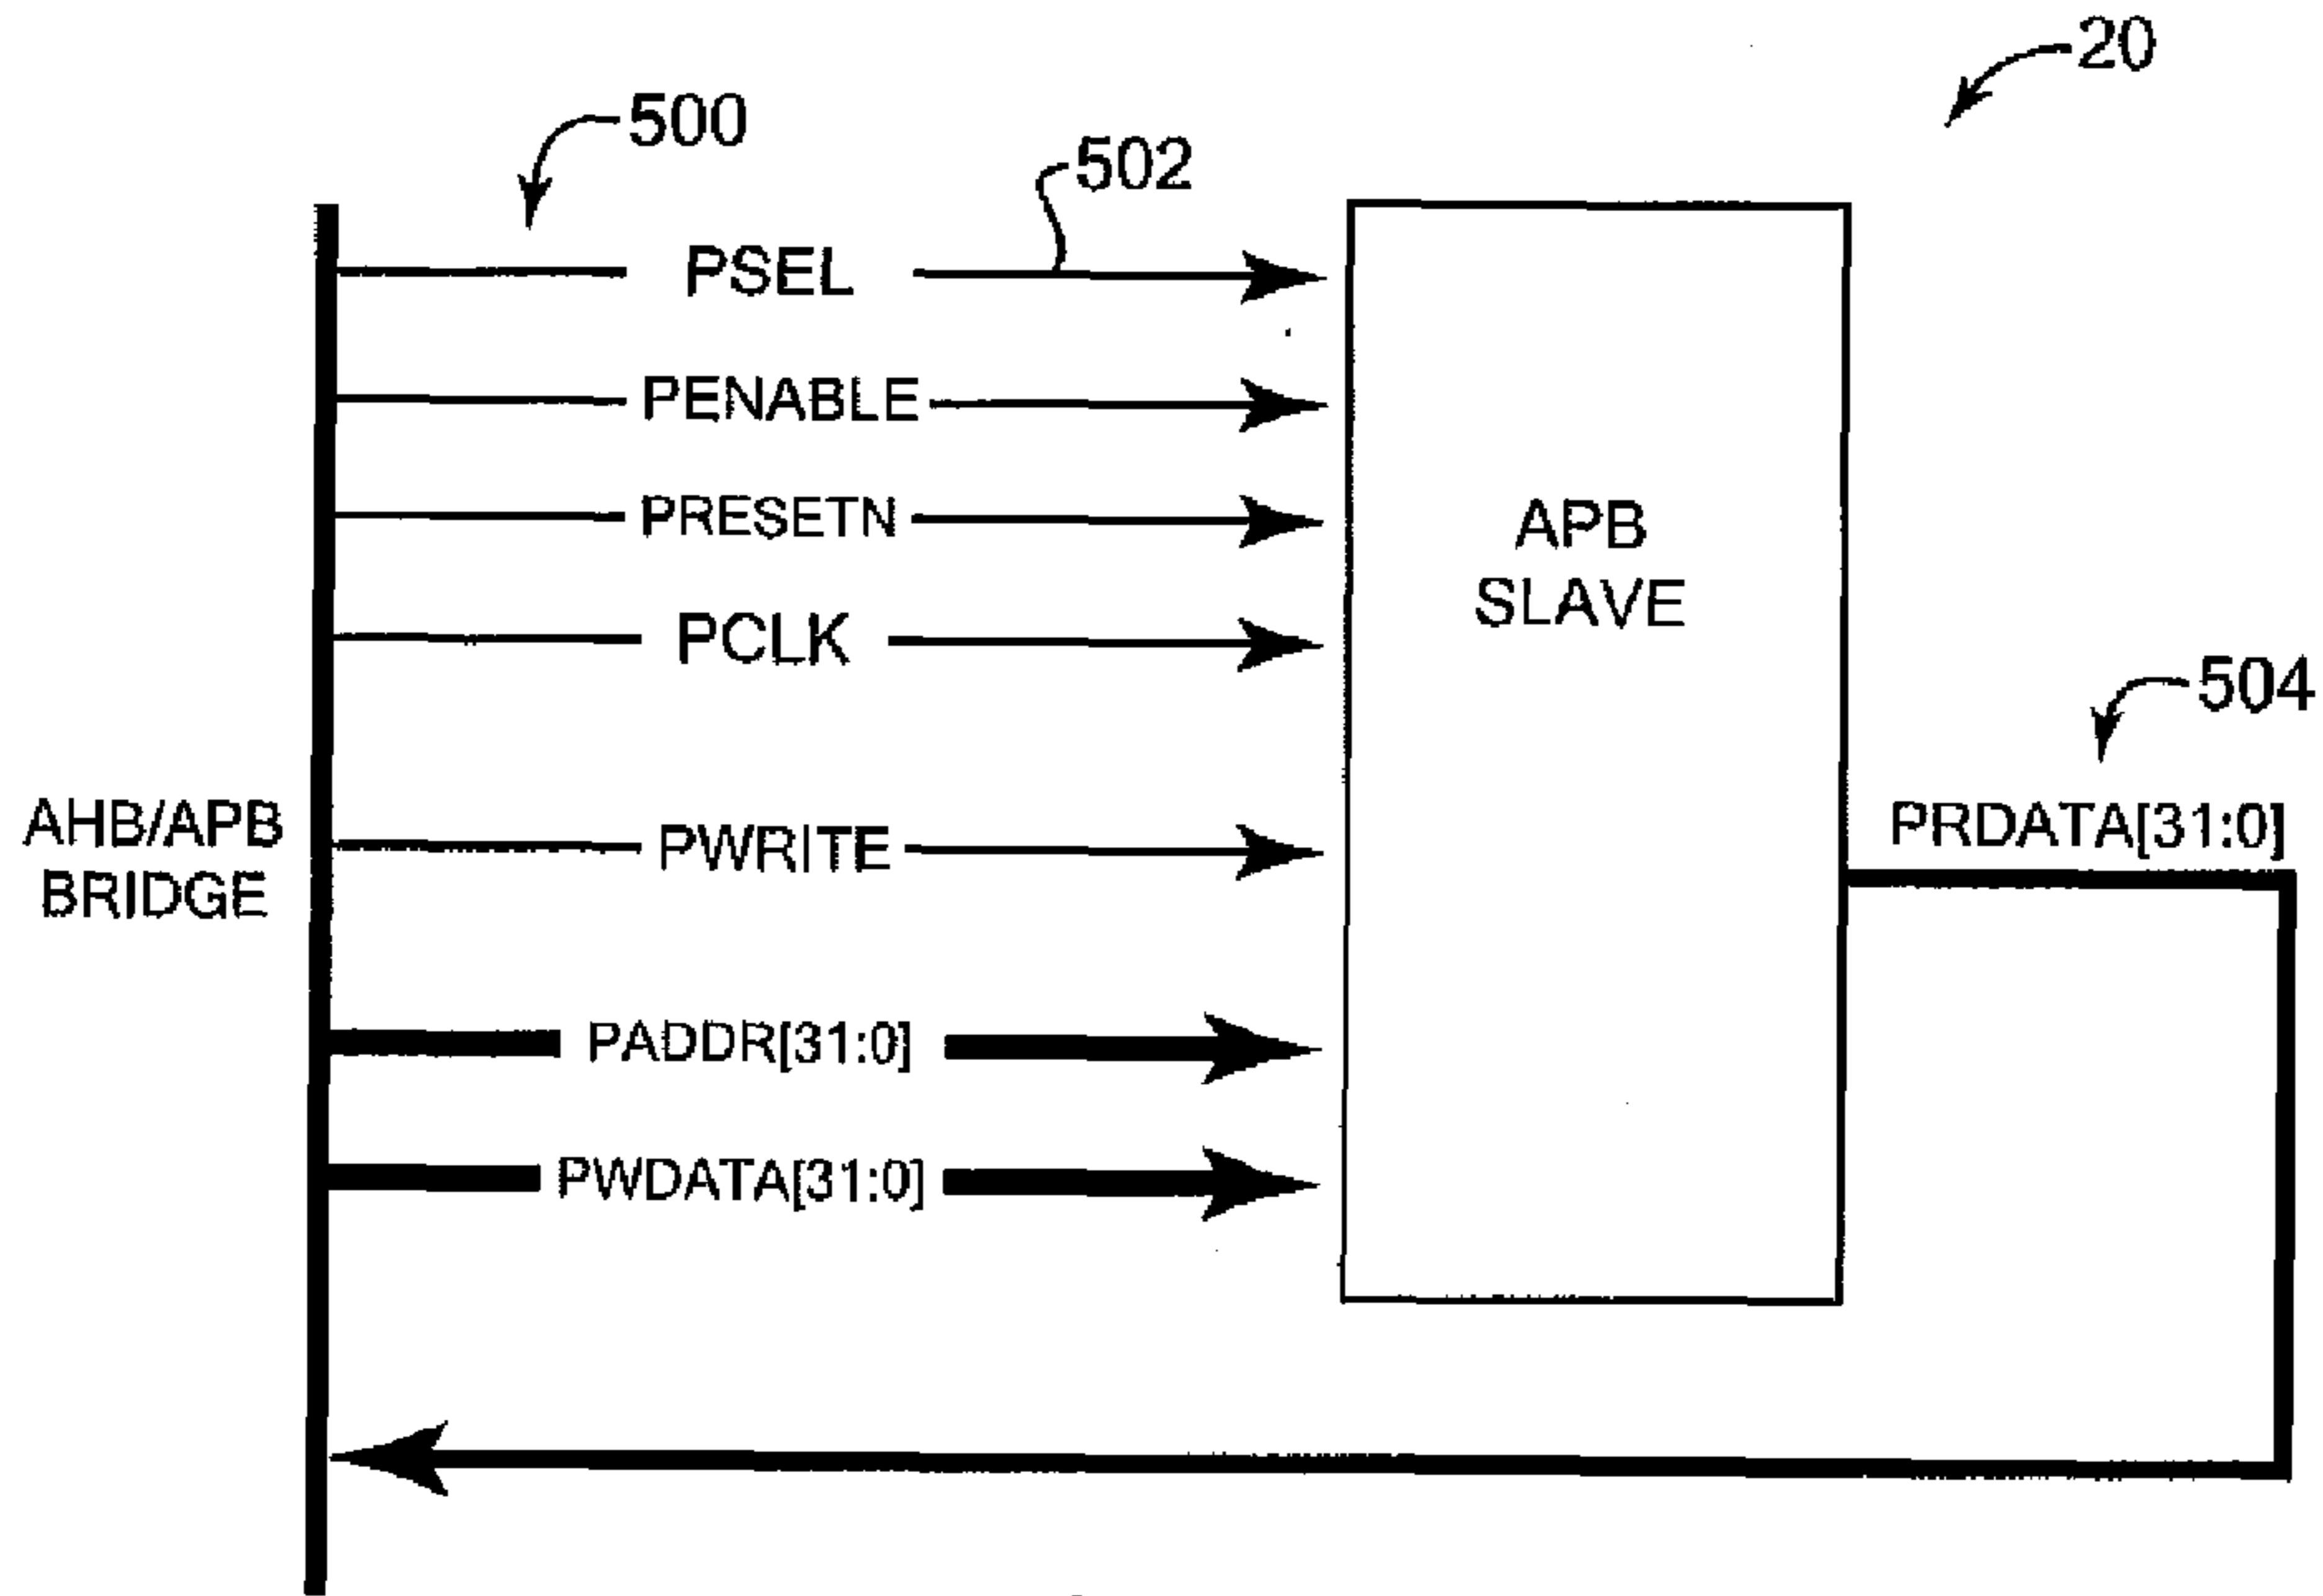 20
500
502
PSEL
PENABLE
PRESETN
APB
SLAVE
PCLK
504
AHB/APB
BRIDGE
PWRITE
PRDATA[31:0]
PADDR[31:0]
PWDATA[31:0]